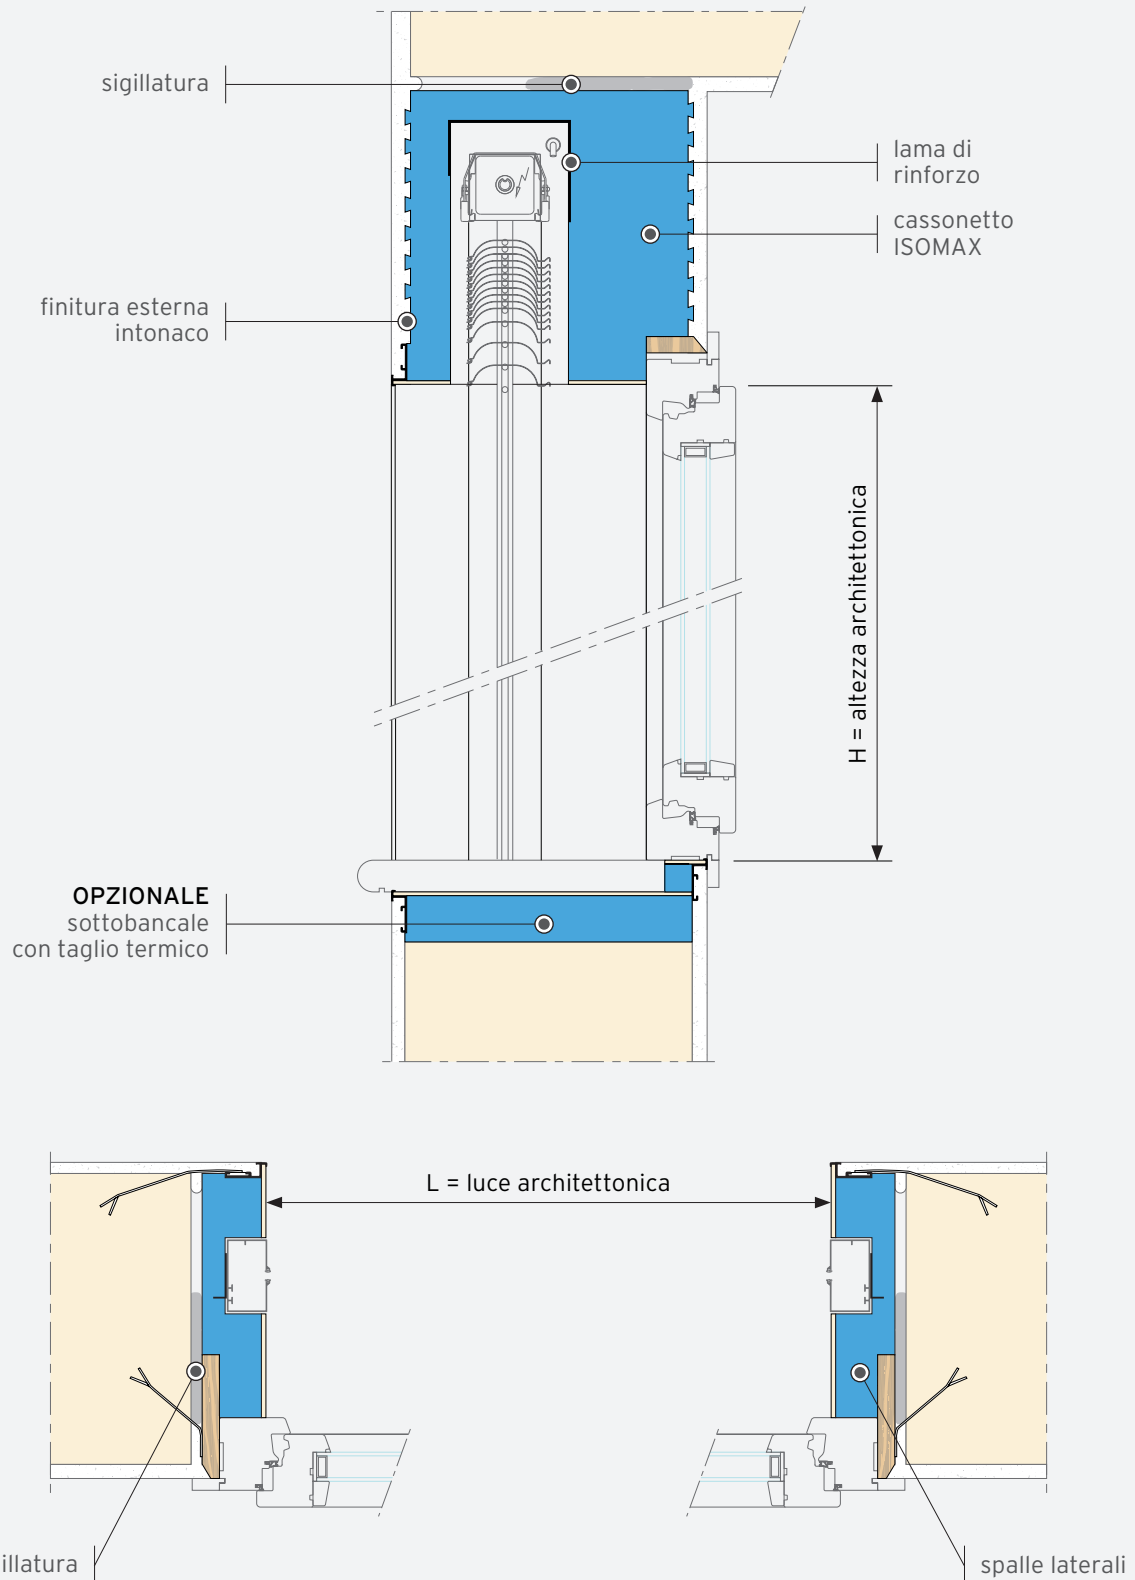 sigillatura
lama di
rinforzo
cassonetto
ISOMAX
finitura esterna
intonaco
H = altezza architettonica
OPZIONALE
sottobancale
con taglio termico
L = luce architettonica
illatura
spalle laterali